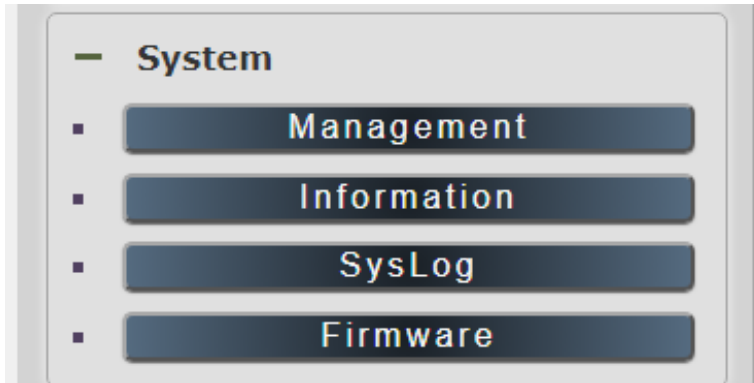 System
Management
Information
SysLog
Firmware